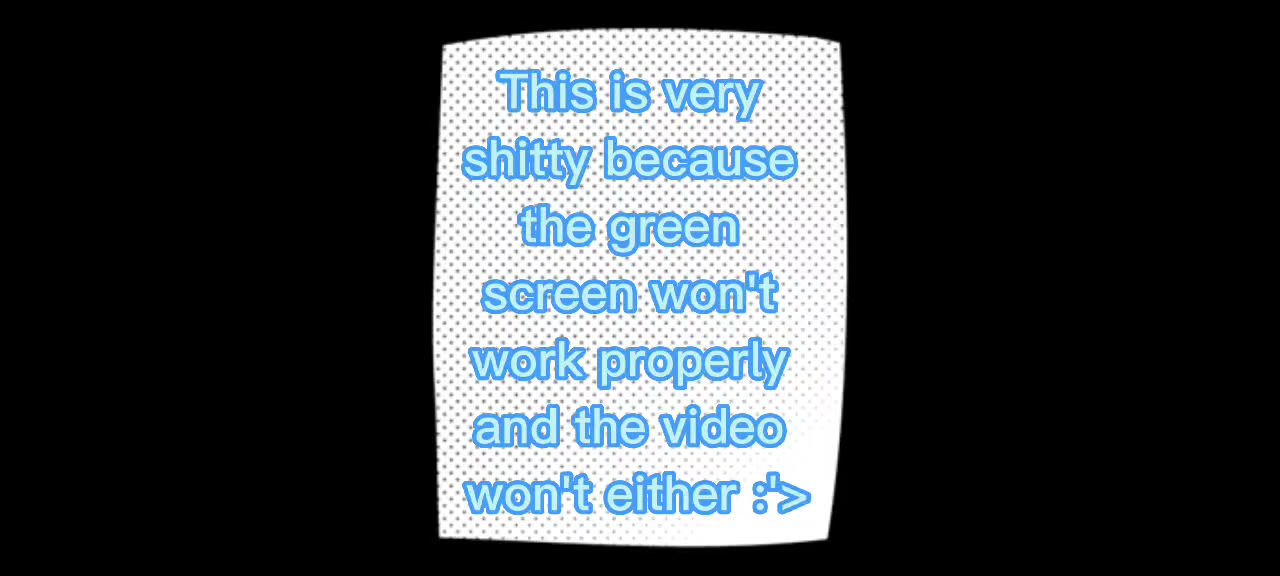 This is very
shitty because
the green
screen won't
work properly
and the video
won't either :'>